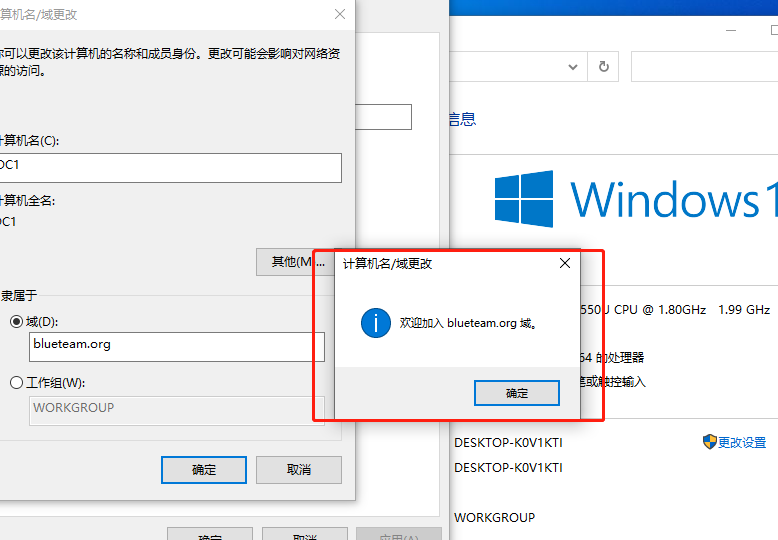 计算机名/域更改
你可以更改该计算机的名称和成员身份。更改可能会影响对网络资
源的访问。
计算机名(C):
DC1
计算机全名:
DC1
其他(M)...
隶属于
域(D):
blueteam.org
工作组(W):
WORKGROUP
确定
取消
确定
取消
应用(A)
计算机名/域更改
欢迎加入 blueteam.org 域。
确定
信息
Windows 1
550U CPU @ 1.80GHz 1.99 GHz
64 的处理器
笔或触控输入
DESKTOP-K0V1KTI
更改设置
DESKTOP-K0V1KTI
WORKGROUP